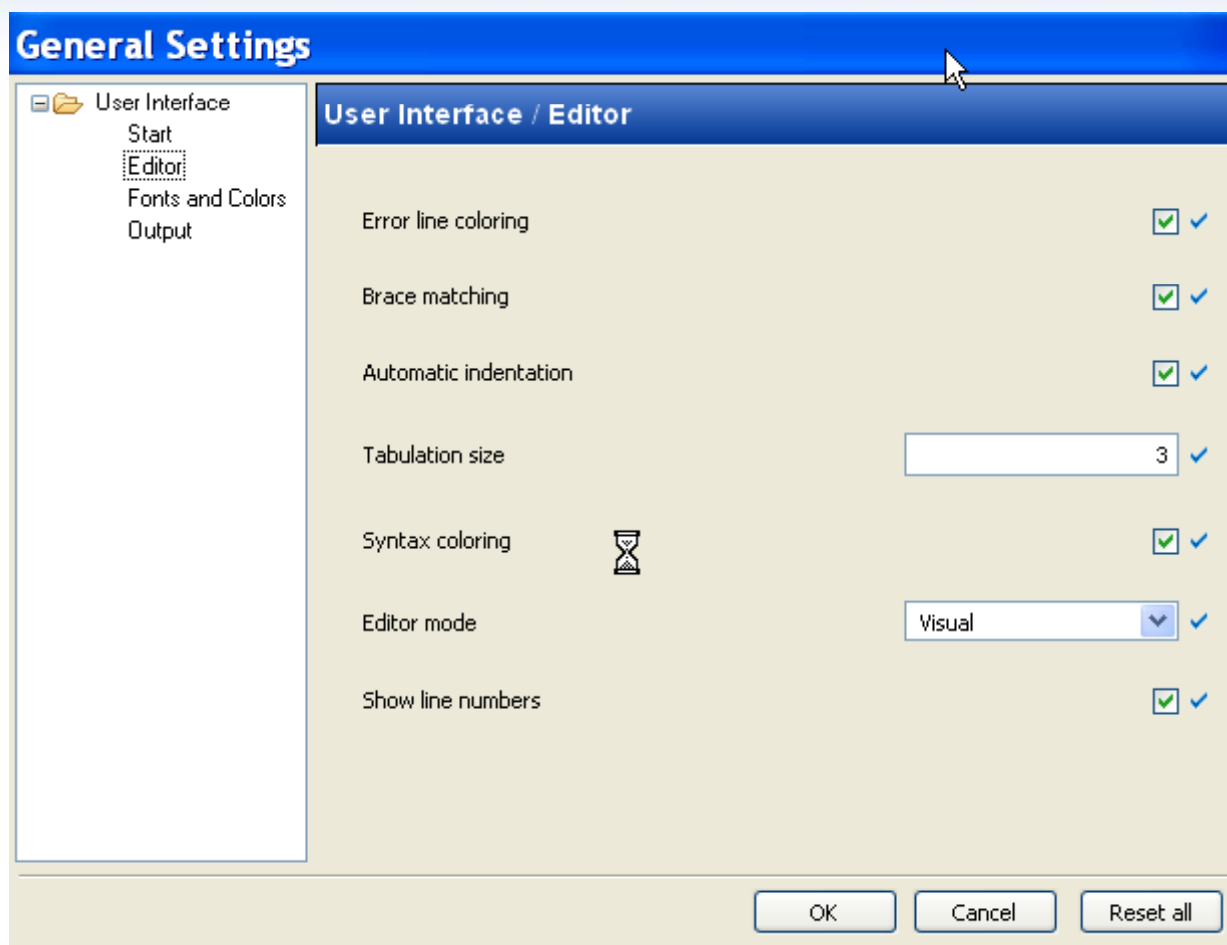 General Settings
User Interface
Start
Editor
Fonts and Colors
Output
User Interface / Editor
Error line coloring
Brace matching
Automatic indentation
Tabulation size 3
Syntax coloring
Editor mode Visual
Show line numbers
OK Cancel Reset all